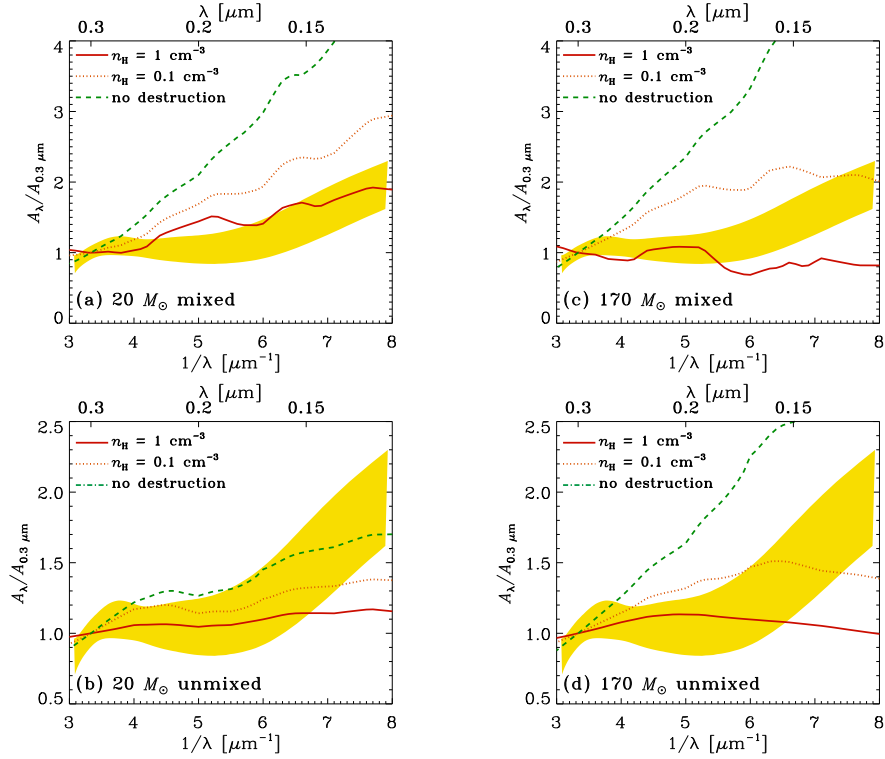 λ [μm]
0.3 0.2 0.15
4
3
2
1
0
A_λ/A_0.3 μm
n_H = 1 cm⁻³
n_H = 0.1 cm⁻³
no destruction
(a) 20 M⊙ mixed
3 4 5 6 7 8
1/λ [μm⁻¹]
λ [μm]
0.3 0.2 0.15
4
3
2
1
0
A_λ/A_0.3 μm
n_H = 1 cm⁻³
n_H = 0.1 cm⁻³
no destruction
(c) 170 M⊙ mixed
3 4 5 6 7 8
1/λ [μm⁻¹]
λ [μm]
0.3 0.2 0.15
2.5
2.0
1.5
1.0
0.5
A_λ/A_0.3 μm
n_H = 1 cm⁻³
n_H = 0.1 cm⁻³
no destruction
(b) 20 M⊙ unmixed
3 4 5 6 7 8
1/λ [μm⁻¹]
λ [μm]
0.3 0.2 0.15
2.5
2.0
1.5
1.0
0.5
A_λ/A_0.3 μm
n_H = 1 cm⁻³
n_H = 0.1 cm⁻³
no destruction
(d) 170 M⊙ unmixed
3 4 5 6 7 8
1/λ [μm⁻¹]